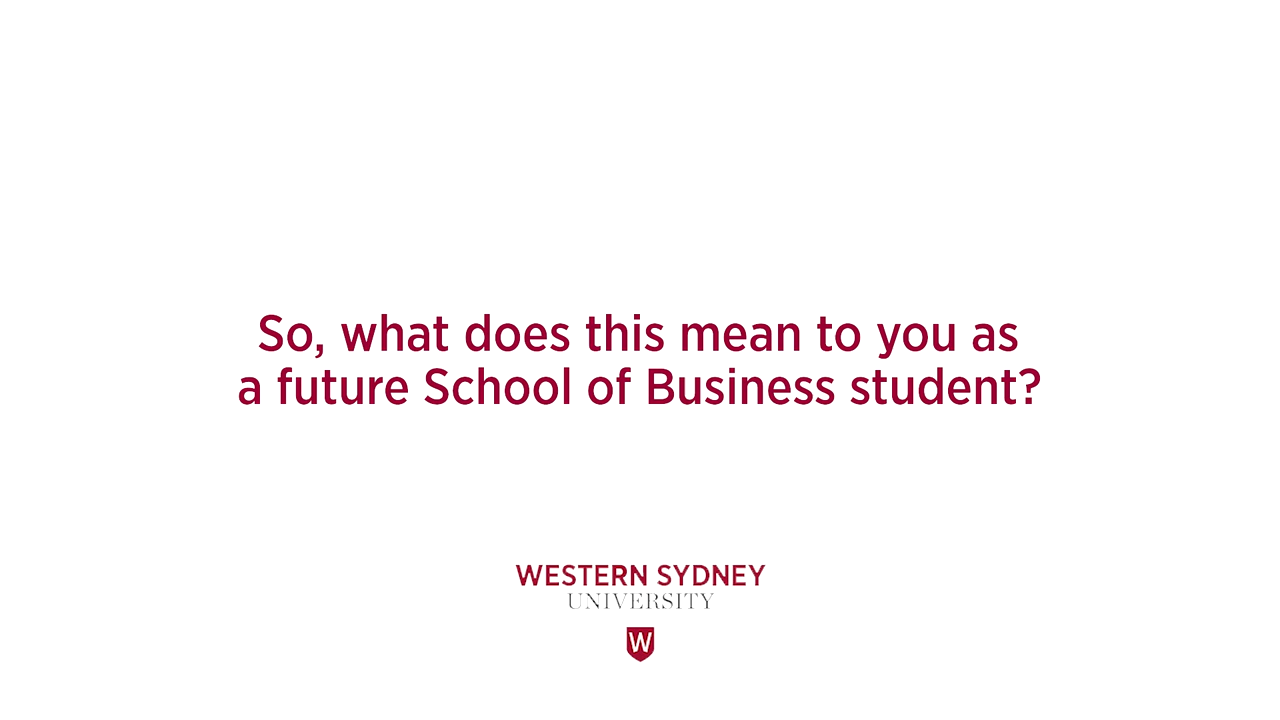 So, what does this mean to you as
a future School of Business student?
WESTERN SYDNEY
UNIVERSITY
W